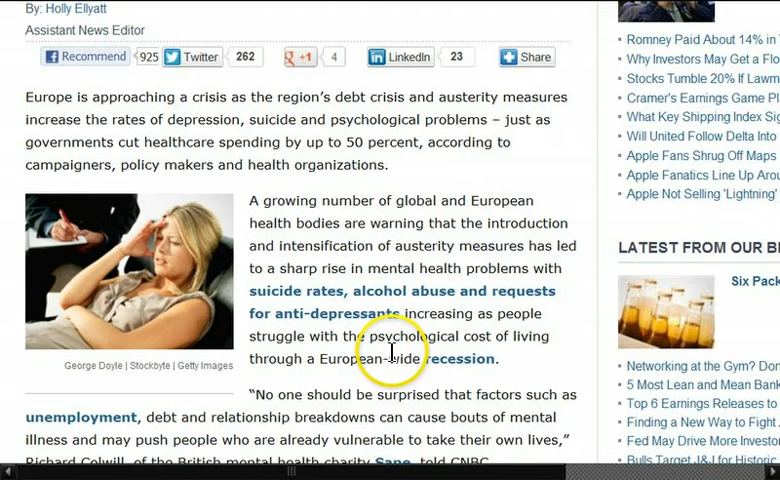 By: Holly Ellyatt
Assistant News Editor
Recommend 925 Twitter 262 +1 4 LinkedIn 23 Share
Europe is approaching a crisis as the region's debt crisis and austerity measures
increase the rates of depression, suicide and psychological problems – just as
governments cut healthcare spending by up to 50 percent, according to
campaigners, policy makers and health organizations.
A growing number of global and European
health bodies are warning that the introduction
and intensification of austerity measures has led
to a sharp rise in mental health problems with
suicide rates, alcohol abuse and requests
for anti-depressants increasing as people
struggle with the psychological cost of living
through a European-wide recession.
George Doyle | Stockbyte | Getty Images
“No one should be surprised that factors such as
unemployment, debt and relationship breakdowns can cause bouts of mental
illness and may push people who are already vulnerable to take their own lives,”
Richard Colwill, of the British mental health charity Sane, told CNBC
Romney Paid About 14% in
Why Investors May Get a Flo
Stocks Tumble 20% If Lawm
Cramer's Earnings Game Pl
What Key Shipping Index Sig
Will United Follow Delta Into
Apple Fans Shrug Off Maps
Apple Fanatics Line Up Arou
Apple Not Selling 'Lightning'
LATEST FROM OUR B
Six Pack
Networking at the Gym? Don
5 Most Lean and Mean Bank
Top 6 Earnings Releases to
Finding a New Way to Fight
Fed May Drive More Investor
Bulls Target J&J for Historic